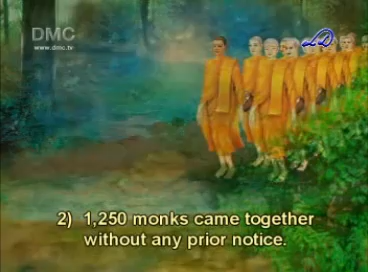 DMC
www.dmc.tv
2) 1,250 monks came together
without any prior notice.